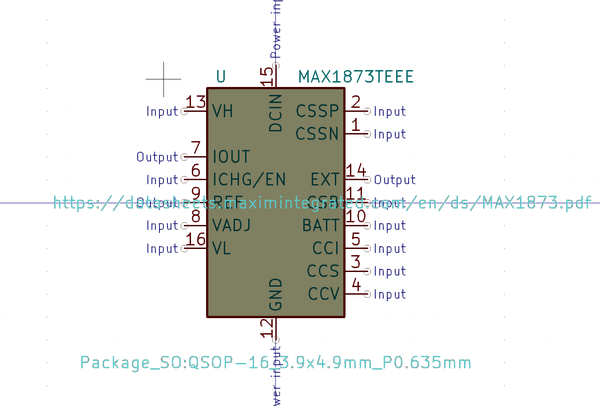 Power in
U MAX1873TEEE
15
DCIN
Input 13 VH CSSP 2 Input
CSSN 1 Input
Output 7 IOUT
Input 6 ICHG/EN EXT 14 Output
Output 9 REF CSB 11 Input
https://datasheets.maximintegrated.com/en/ds/MAX1873.pdf
Input 8 VADJ BATT 10 Input
Input 16 VL CCI 5 Input
CCS 3 Input
CCV 4 Input
GND
12
Package_SO:QSOP-16_3.9x4.9mm_P0.635mm
wer input